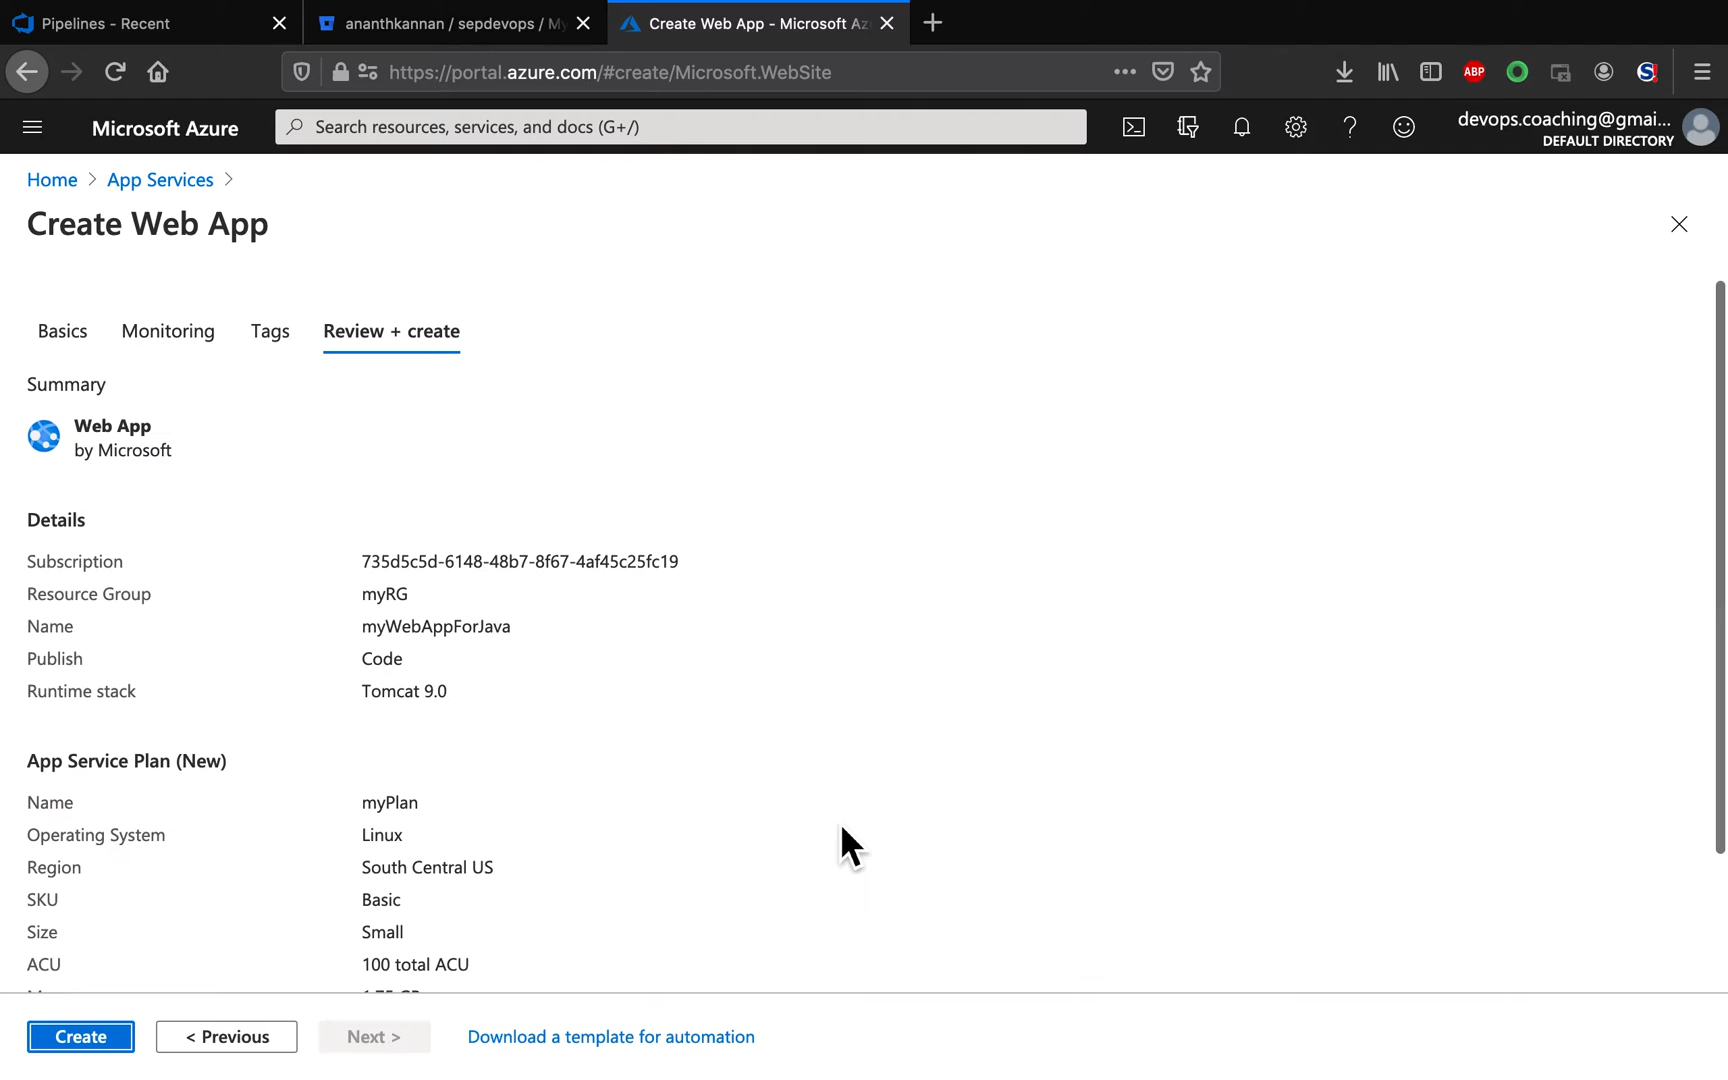 Pipelines - Recent
ananthkannan / sepdevops / My
Create Web App - Microsoft Az
https://portal.azure.com/#create/Microsoft.WebSite
ABP
Microsoft Azure
Search resources, services, and docs (G+/)
devops.coaching@gmai...
DEFAULT DIRECTORY
Home > App Services >
Create Web App
Basics Monitoring Tags Review + create
Summary
Web App
by Microsoft
Details
Subscription 735d5c5d-6148-48b7-8f67-4af45c25fc19
Resource Group myRG
Name myWebAppForJava
Publish Code
Runtime stack Tomcat 9.0
App Service Plan (New)
Name myPlan
Operating System Linux
Region South Central US
SKU Basic
Size Small
ACU 100 total ACU
Create < Previous Next > Download a template for automation